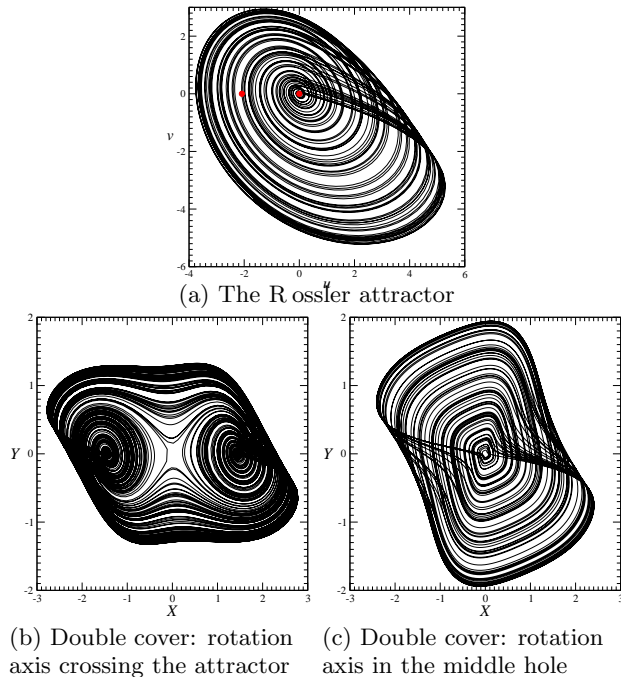 2
0
-2
-4
-6
v
-4 -2 0 2 4 6
u
(a) The R ossler attractor
2
1
0
-1
-2
Y
-3 -2 -1 0 1 2 3
X
2
1
0
-1
-2
Y
-3 -2 -1 0 1 2 3
X
(b) Double cover: rotation
axis crossing the attractor
(c) Double cover: rotation
axis in the middle hole